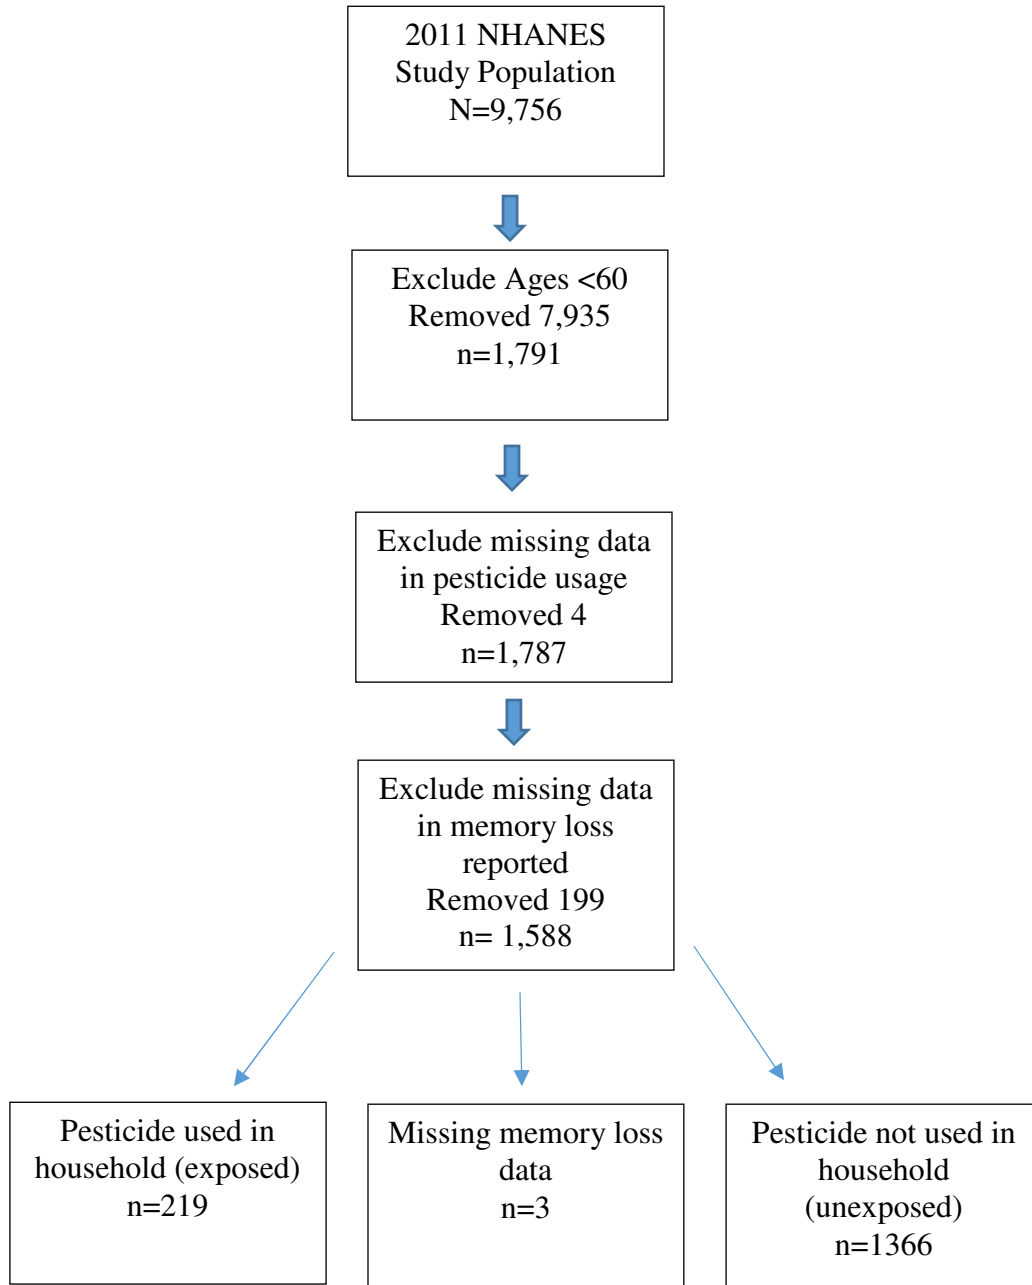 2011 NHANES
Study Population
N=9,756
Exclude Ages <60
Removed 7,935
n=1,791
Exclude missing data
in pesticide usage
Removed 4
n=1,787
Exclude missing data
in memory loss
reported
Removed 199
n= 1,588
Pesticide used in
household (exposed)
n=219
Missing memory loss
data
n=3
Pesticide not used in
household
(unexposed)
n=1366